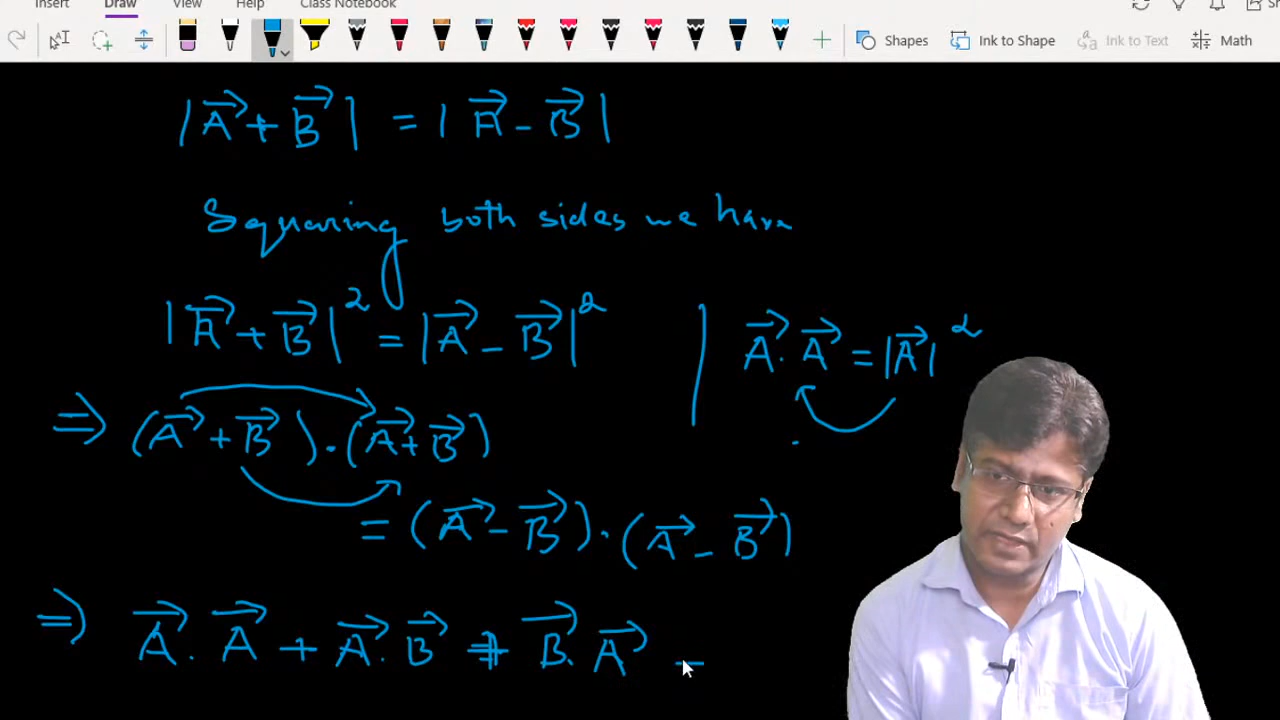 Insert Draw View Help Class Notebook
Shapes Ink to Shape Ink to Text Math
|A⃗ + B⃗| = |A⃗ - B⃗|
Squaring both sides we have
|A⃗ + B⃗|² = |A⃗ - B⃗|²
A⃗ . A⃗ = |A⃗|²
⇒ (A⃗ + B⃗) . (A⃗ + B⃗)
= (A⃗ - B⃗) . (A⃗ - B⃗)
⇒ A⃗ . A⃗ + A⃗ . B⃗ + B⃗ . A⃗ -